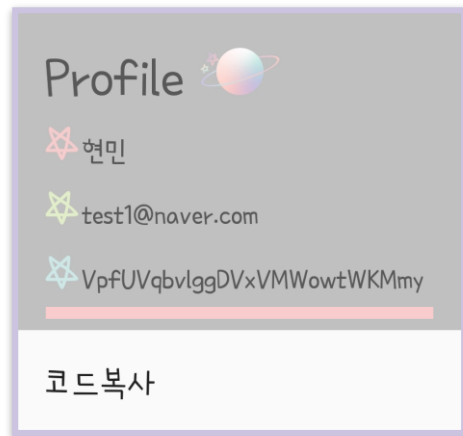 Profile
현민
test1@naver.com
VpfUVqbvlggDVxVMWowtWKMmy
코드복사